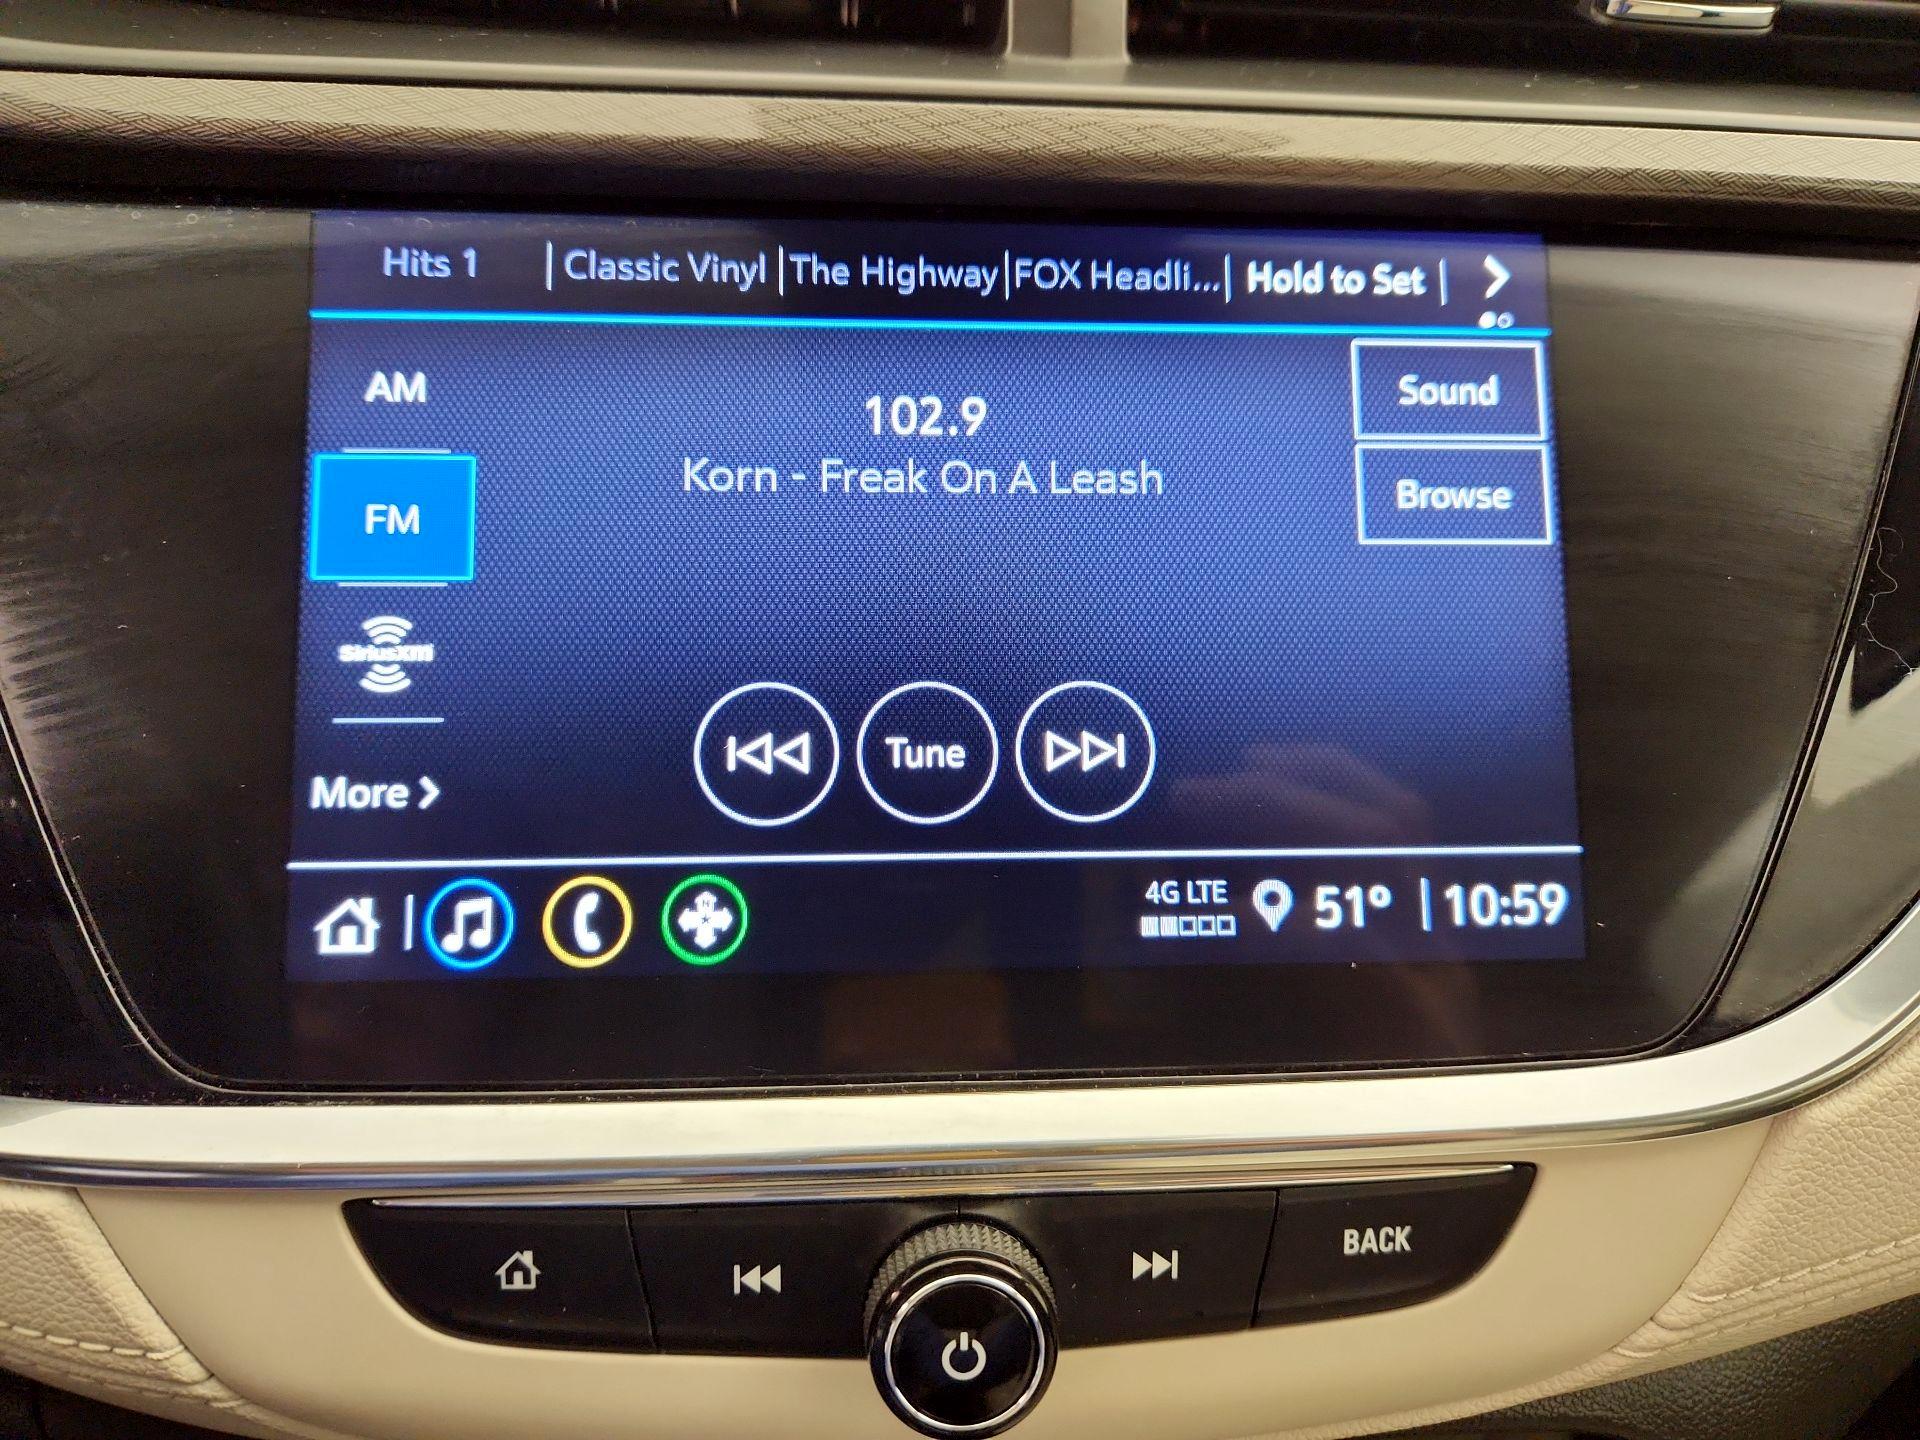 Hits 1 | Classic Vinyl | The Highway | FOX Headli... | Hold to Set |
AM
102.9
Sound
Korn - Freak On A Leash
Browse
FM
SiriusXM
Tune
More >
4G LTE 51° | 10:59
BACK